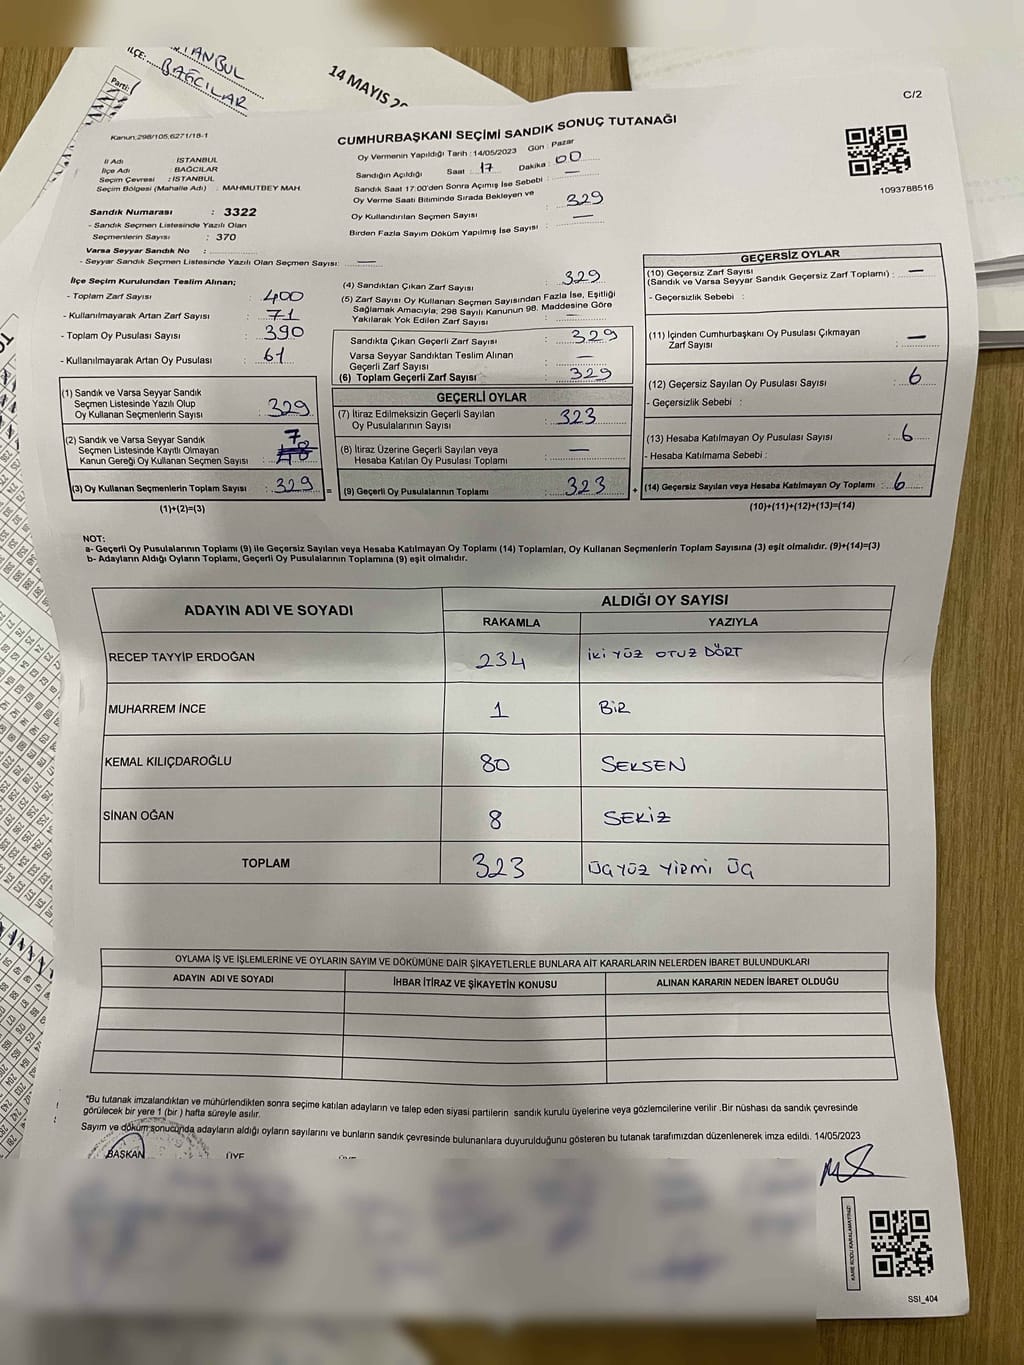 İLÇE: BAĞCILAR
14 MAYIS 20
Parti:
C/2
Kanun:298/105,6271/18-1
CUMHURBAŞKANI SEÇİMİ SANDIK SONUÇ TUTANAĞI
1093788516
İl Adı : İSTANBUL
İlçe Adı : BAĞCILAR
Seçim Çevresi : İSTANBUL
Seçim Bölgesi (Mahalle Adı) : MAHMUTBEY MAH.
Sandık Numarası : 3322
- Sandık Seçmen Listesinde Yazılı Olan
Seçmenlerin Sayısı : 370
Varsa Seyyar Sandık No :
- Seyyar Sandık Seçmen Listesinde Yazılı Olan Seçmen Sayısı: —
Oy Vermenin Yapıldığı Tarih : 14/05/2023 Gün : Pazar
Sandığın Açıldığı Saat 17 Dakika : 00
Sandık Saat 17:00'den Sonra Açımış İse Sebebi : —
Oy Verme Saati Bitiminde Sırada Bekleyen ve
Oy Kullandırılan Seçmen Sayısı : 329
Birden Fazla Sayım Döküm Yapılmış İse Sayısı : —
İlçe Seçim Kurulundan Teslim Alınan;
- Toplam Zarf Sayısı : 400
- Kullanılmayarak Artan Zarf Sayısı : 71
- Toplam Oy Pusulası Sayısı : 390
- Kullanılmayarak Artan Oy Pusulası : 61
(1) Sandık ve Varsa Seyyar Sandık
Seçmen Listesinde Yazılı Olup
Oy Kullanan Seçmenlerin Sayısı : 329
(2) Sandık ve Varsa Seyyar Sandık
Seçmen Listesinde Kayıtlı Olmayan
Kanun Gereği Oy Kullanan Seçmen Sayısı : 7
(3) Oy Kullanan Seçmenlerin Toplam Sayısı : 329
(1)+(2)=(3)
(4) Sandıktan Çıkan Zarf Sayısı : 329
(5) Zarf Sayısı Oy Kullanan Seçmen Sayısından Fazla İse, Eşitliği
Sağlamak Amacıyla; 298 Sayılı Kanunun 98. Maddesine Göre
Yakılarak Yok Edilen Zarf Sayısı : —
Sandıkta Çıkan Geçerli Zarf Sayısı : 329
Varsa Seyyar Sandıktan Teslim Alınan
Geçerli Zarf Sayısı : —
(6) Toplam Geçerli Zarf Sayısı : 329
GEÇERLİ OYLAR
(7) İtiraz Edilmeksizin Geçerli Sayılan
Oy Pusulalarının Sayısı : 323
(8) İtiraz Üzerine Geçerli Sayılan veya
Hesaba Katılan Oy Pusulası Toplamı : —
= (9) Geçerli Oy Pusulalarının Toplamı : 323 +
GEÇERSİZ OYLAR
(10) Geçersiz Zarf Sayısı
(Sandık ve Varsa Seyyar Sandık Geçersiz Zarf Toplamı) : —
- Geçersizlik Sebebi :
(11) İçinden Cumhurbaşkanı Oy Pusulası Çıkmayan
Zarf Sayısı : —
(12) Geçersiz Sayılan Oy Pusulası Sayısı : 6
- Geçersizlik Sebebi :
(13) Hesaba Katılmayan Oy Pusulası Sayısı : 6
- Hesaba Katılmama Sebebi :
(14) Geçersiz Sayılan veya Hesaba Katılmayan Oy Toplamı : 6
(10)+(11)+(12)+(13)=(14)
NOT:
a- Geçerli Oy Pusulalarının Toplamı (9) ile Geçersiz Sayılan veya Hesaba Katılmayan Oy Toplamı (14) Toplamları, Oy Kullanan Seçmenlerin Toplam Sayısına (3) eşit olmalıdır. (9)+(14)=(3)
b- Adayların Aldığı Oyların Toplamı, Geçerli Oy Pusulalarının Toplamına (9) eşit olmalıdır.
ADAYIN ADI VE SOYADI ALDIĞI OY SAYISI
RAKAMLA YAZIYLA
RECEP TAYYİP ERDOĞAN 234 İKİ YÜZ OTUZ DÖRT
MUHARREM İNCE 1 BİR
KEMAL KILIÇDAROĞLU 80 SEKSEN
SİNAN OĞAN 8 SEKİZ
TOPLAM 323 ÜÇ YÜZ YİRMİ ÜÇ
OYLAMA İŞ VE İŞLEMLERİNE VE OYLARIN SAYIM VE DÖKÜMÜNE DAİR ŞİKAYETLERLE BUNLARA AİT KARARLARIN NELERDEN İBARET BULUNDUKLARI
ADAYIN ADI VE SOYADI İHBAR İTİRAZ VE ŞİKAYETİN KONUSU ALINAN KARARIN NEDEN İBARET OLDUĞU
*Bu tutanak imzalandıktan ve mühürlendikten sonra seçime katılan adayların ve talep eden siyasi partilerin sandık kurulu üyelerine veya gözlemcilerine verilir .Bir nüshası da sandık çevresinde
görülecek bir yere 1 (bir ) hafta süreyle asılır.
Sayım ve döküm sonucunda adayların aldığı oyların sayılarını ve bunların sandık çevresinde bulunanlara duyurulduğunu gösteren bu tutanak tarafımızdan düzenlenerek imza edildi. 14/05/2023
BAŞKAN ÜYE
KARE KODU KARALAMAYINIZ!
SSI_404